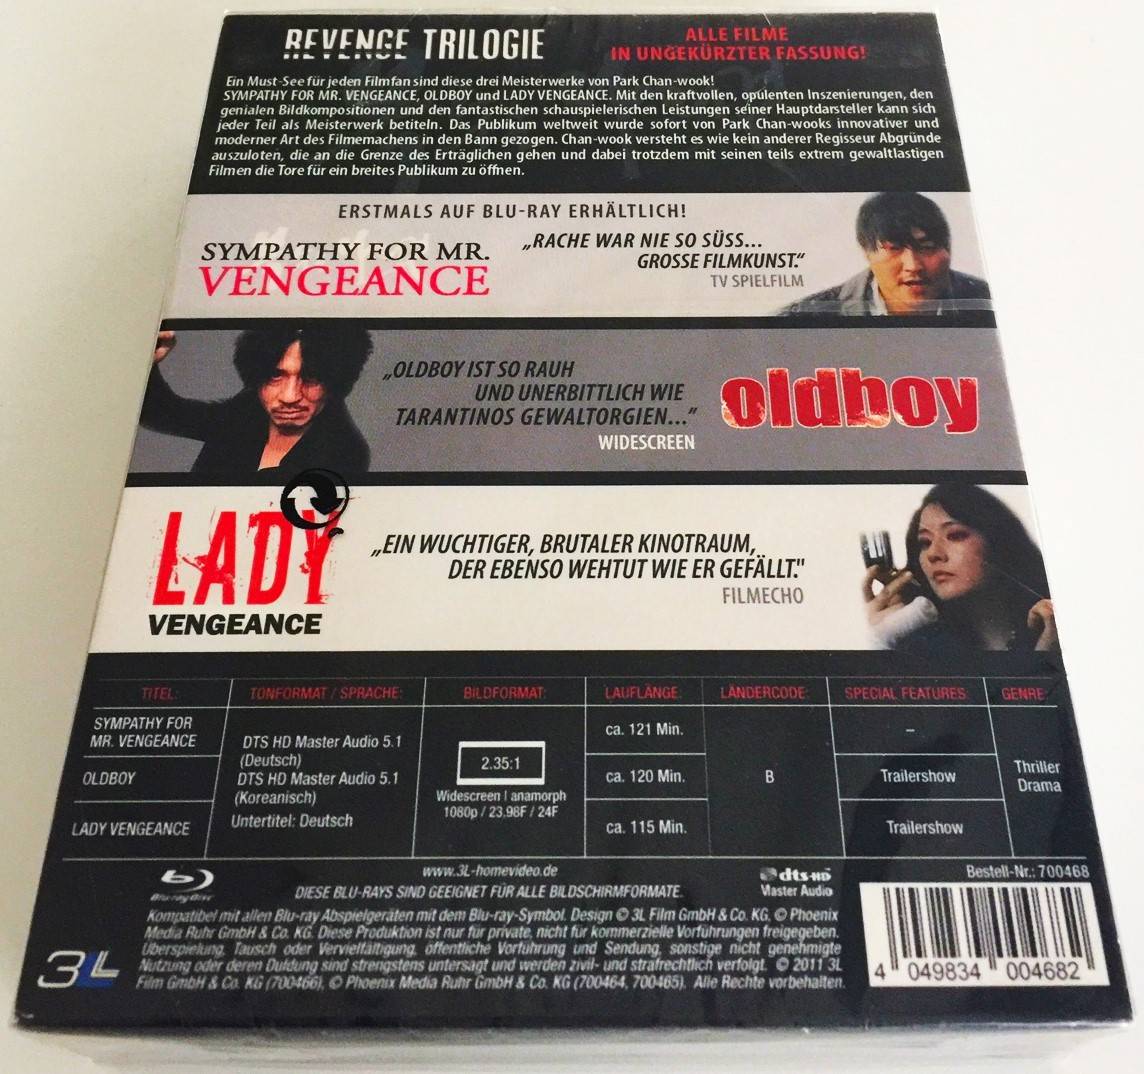 REVENGE TRILOGIE
ALLE FILME
IN UNGEKÜRZTER FASSUNG!
Ein Must-See für jeden Filmfan sind diese drei Meisterwerke von Park Chan-wook!
SYMPATHY FOR MR. VENGEANCE, OLDBOY und LADY VENGEANCE. Mit den kraftvollen, opulenten Inszenierungen, den
genialen Bildkompositionen und den fantastischen schauspielerischen Leistungen seiner Hauptdarsteller kann sich
jeder Teil als Meisterwerk betiteln. Das Publikum weltweit wurde sofort von Park Chan-wooks innovativer und
moderner Art des Filmemachens in den Bann gezogen. Chan-wook versteht es wie kein anderer Regisseur Abgründe
auszuloten, die an die Grenze des Erträglichen gehen und dabei trotzdem mit seinen teils extrem gewaltlastigen
Filmen die Tore für ein breites Publikum zu öffnen.
ERSTMALS AUF BLU-RAY ERHÄLTLICH!
SYMPATHY FOR MR.
VENGEANCE
„RACHE WAR NIE SO SÜSS...
GROSSE FILMKUNST.“
TV SPIELFILM
„OLDBOY IST SO RAUH
UND UNERBITTLICH WIE
TARANTINOS GEWALTORGIEN...”
WIDESCREEN
oldboy
LADY
VENGEANCE
„EIN WUCHTIGER, BRUTALER KINOTRAUM,
DER EBENSO WEHTUT WIE ER GEFÄLLT."
FILMECHO
TITEL: TONFORMAT / SPRACHE: BILDFORMAT: LAUFLÄNGE: LÄNDERCODE: SPECIAL FEATURES: GENRE:
SYMPATHY FOR
MR. VENGEANCE
OLDBOY
LADY VENGEANCE
DTS HD Master Audio 5.1
(Deutsch)
DTS HD Master Audio 5.1
(Koreanisch)
Untertitel: Deutsch
2.35:1
Widescreen | anamorph
1080p / 23,98F / 24F
ca. 121 Min.
ca. 120 Min.
ca. 115 Min.
B
–
Trailershow
Trailershow
Thriller
Drama
Blu-ray Disc
www.3L-homevideo.de
DIESE BLU-RAYS SIND GEEIGNET FÜR ALLE BILDSCHIRMFORMATE.
dts-HD
Master Audio
Bestell-Nr.: 700468
Kompatibel mit allen Blu-ray Abspielgeräten mit dem Blu-ray-Symbol. Design © 3L Film GmbH & Co. KG, © Phoenix
Media Ruhr GmbH & Co. KG. Diese Produktion ist nur für private, nicht für kommerzielle Vorführungen freigegeben.
Überspielung, Tausch oder Vervielfältigung, öffentliche Vorführung und Sendung, sonstige nicht genehmigte
Nutzung oder deren Duldung sind strengstens untersagt und werden zivil- und strafrechtlich verfolgt. © 2011 3L
Film GmbH & Co. KG (700466), © Phoenix Media Ruhr GmbH & Co. KG (700464, 700465). Alle Rechte vorbehalten.
3L
4 049834 004682